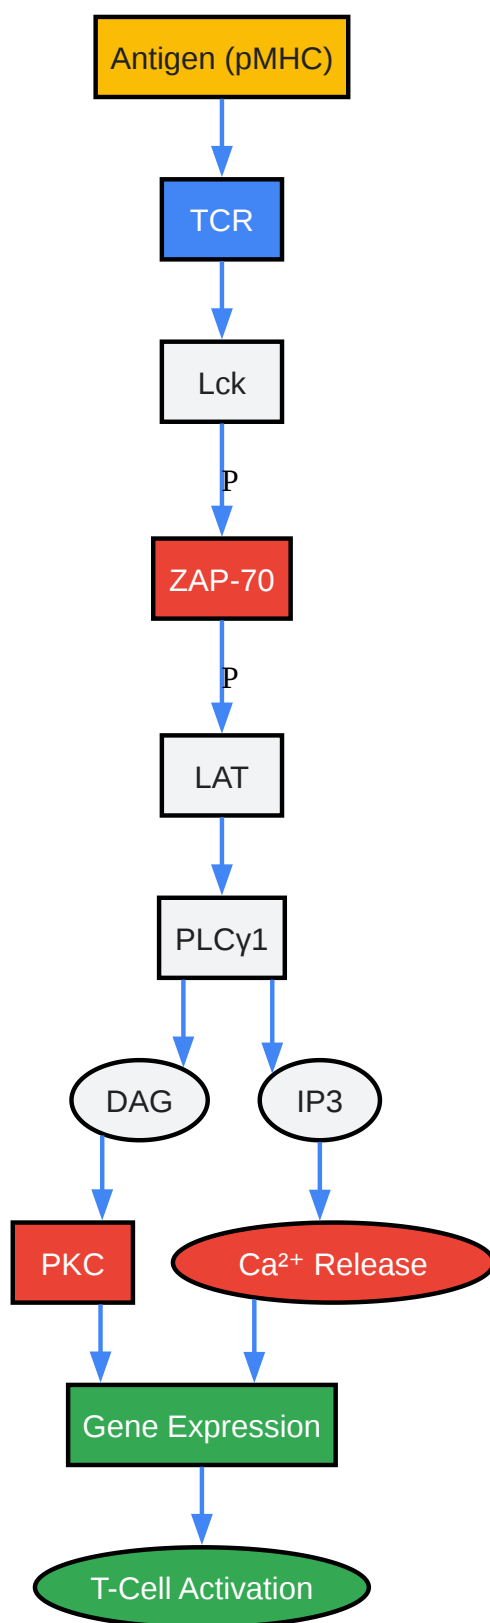 Antigen (pMHC)
TCR
Lck
P
ZAP-70
P
LAT
PLCγ1
DAG
IP3
PKC
Ca²⁺ Release
Gene Expression
T-Cell Activation